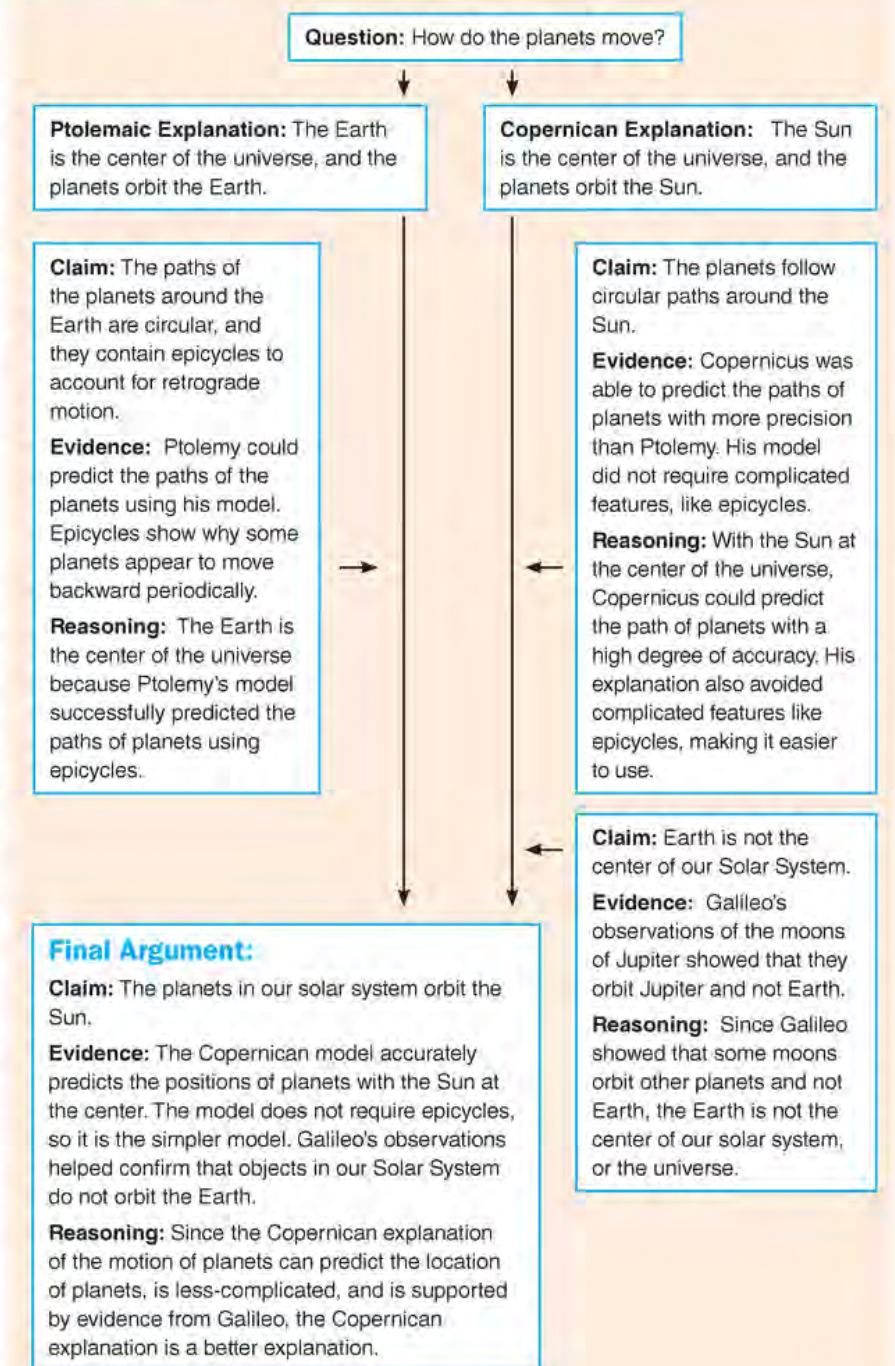 Question: How do the planets move?
Ptolemaic Explanation: The Earth
is the center of the universe, and the
planets orbit the Earth.
Copernican Explanation: The Sun
is the center of the universe, and the
planets orbit the Sun.
Claim: The paths of
the planets around the
Earth are circular, and
they contain epicycles to
account for retrograde
motion.
Evidence: Ptolemy could
predict the paths of the
planets using his model.
Epicycles show why some
planets appear to move
backward periodically.
Reasoning: The Earth is
the center of the universe
because Ptolemy's model
successfully predicted the
paths of planets using
epicycles.
Claim: The planets follow
circular paths around the
Sun.
Evidence: Copernicus was
able to predict the paths of
planets with more precision
than Ptolemy. His model
did not require complicated
features, like epicycles.
Reasoning: With the Sun at
the center of the universe,
Copernicus could predict
the path of planets with a
high degree of accuracy. His
explanation also avoided
complicated features like
epicycles, making it easier
to use.
Claim: Earth is not the
center of our Solar System.
Evidence: Galileo's
observations of the moons
of Jupiter showed that they
orbit Jupiter and not Earth.
Reasoning: Since Galileo
showed that some moons
orbit other planets and not
Earth, the Earth is not the
center of our solar system,
or the universe.
Final Argument:
Claim: The planets in our solar system orbit the
Sun.
Evidence: The Copernican model accurately
predicts the positions of planets with the Sun at
the center. The model does not require epicycles,
so it is the simpler model. Galileo's observations
helped confirm that objects in our Solar System
do not orbit the Earth.
Reasoning: Since the Copernican explanation
of the motion of planets can predict the location
of planets, is less-complicated, and is supported
by evidence from Galileo, the Copernican
explanation is a better explanation.